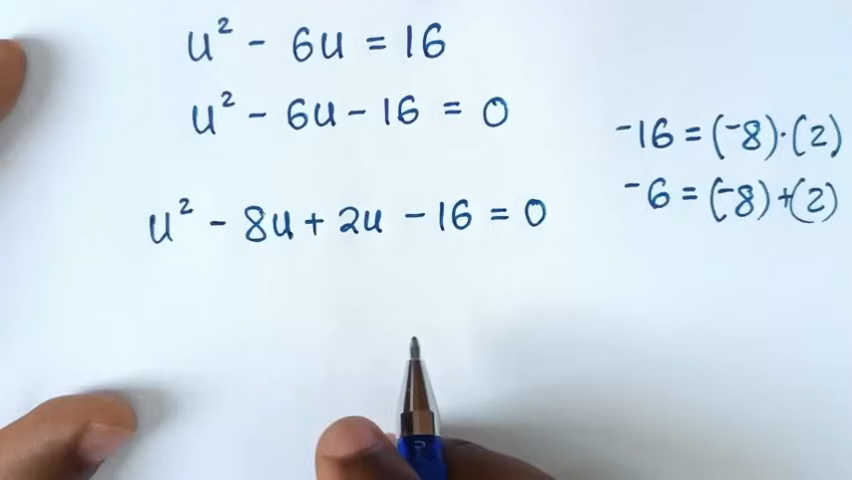 u² - 6u = 16
u² - 6u - 16 = 0
-16 = (-8)·(2)
-6 = (-8)+(2)
u² - 8u + 2u - 16 = 0